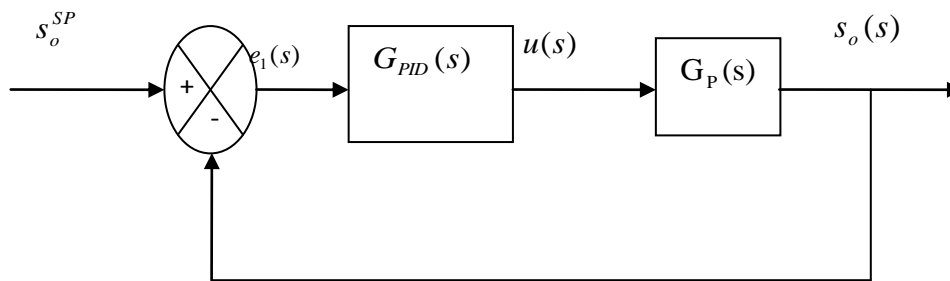 s_o^{SP}
e_1(s)
G_{PID}(s)
u(s)
G_P(s)
s_o(s)
+
-